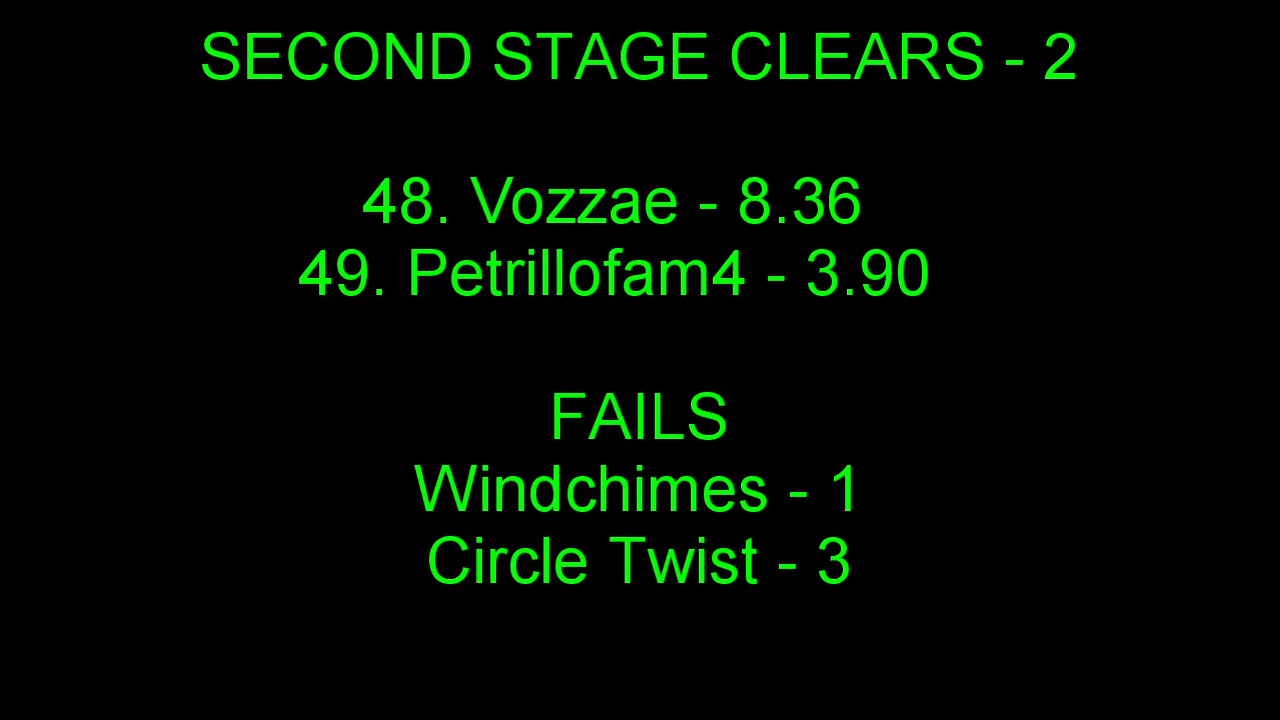 SECOND STAGE CLEARS - 2
48. Vozzae - 8.36
49. Petrillofam4 - 3.90
FAILS
Windchimes - 1
Circle Twist - 3